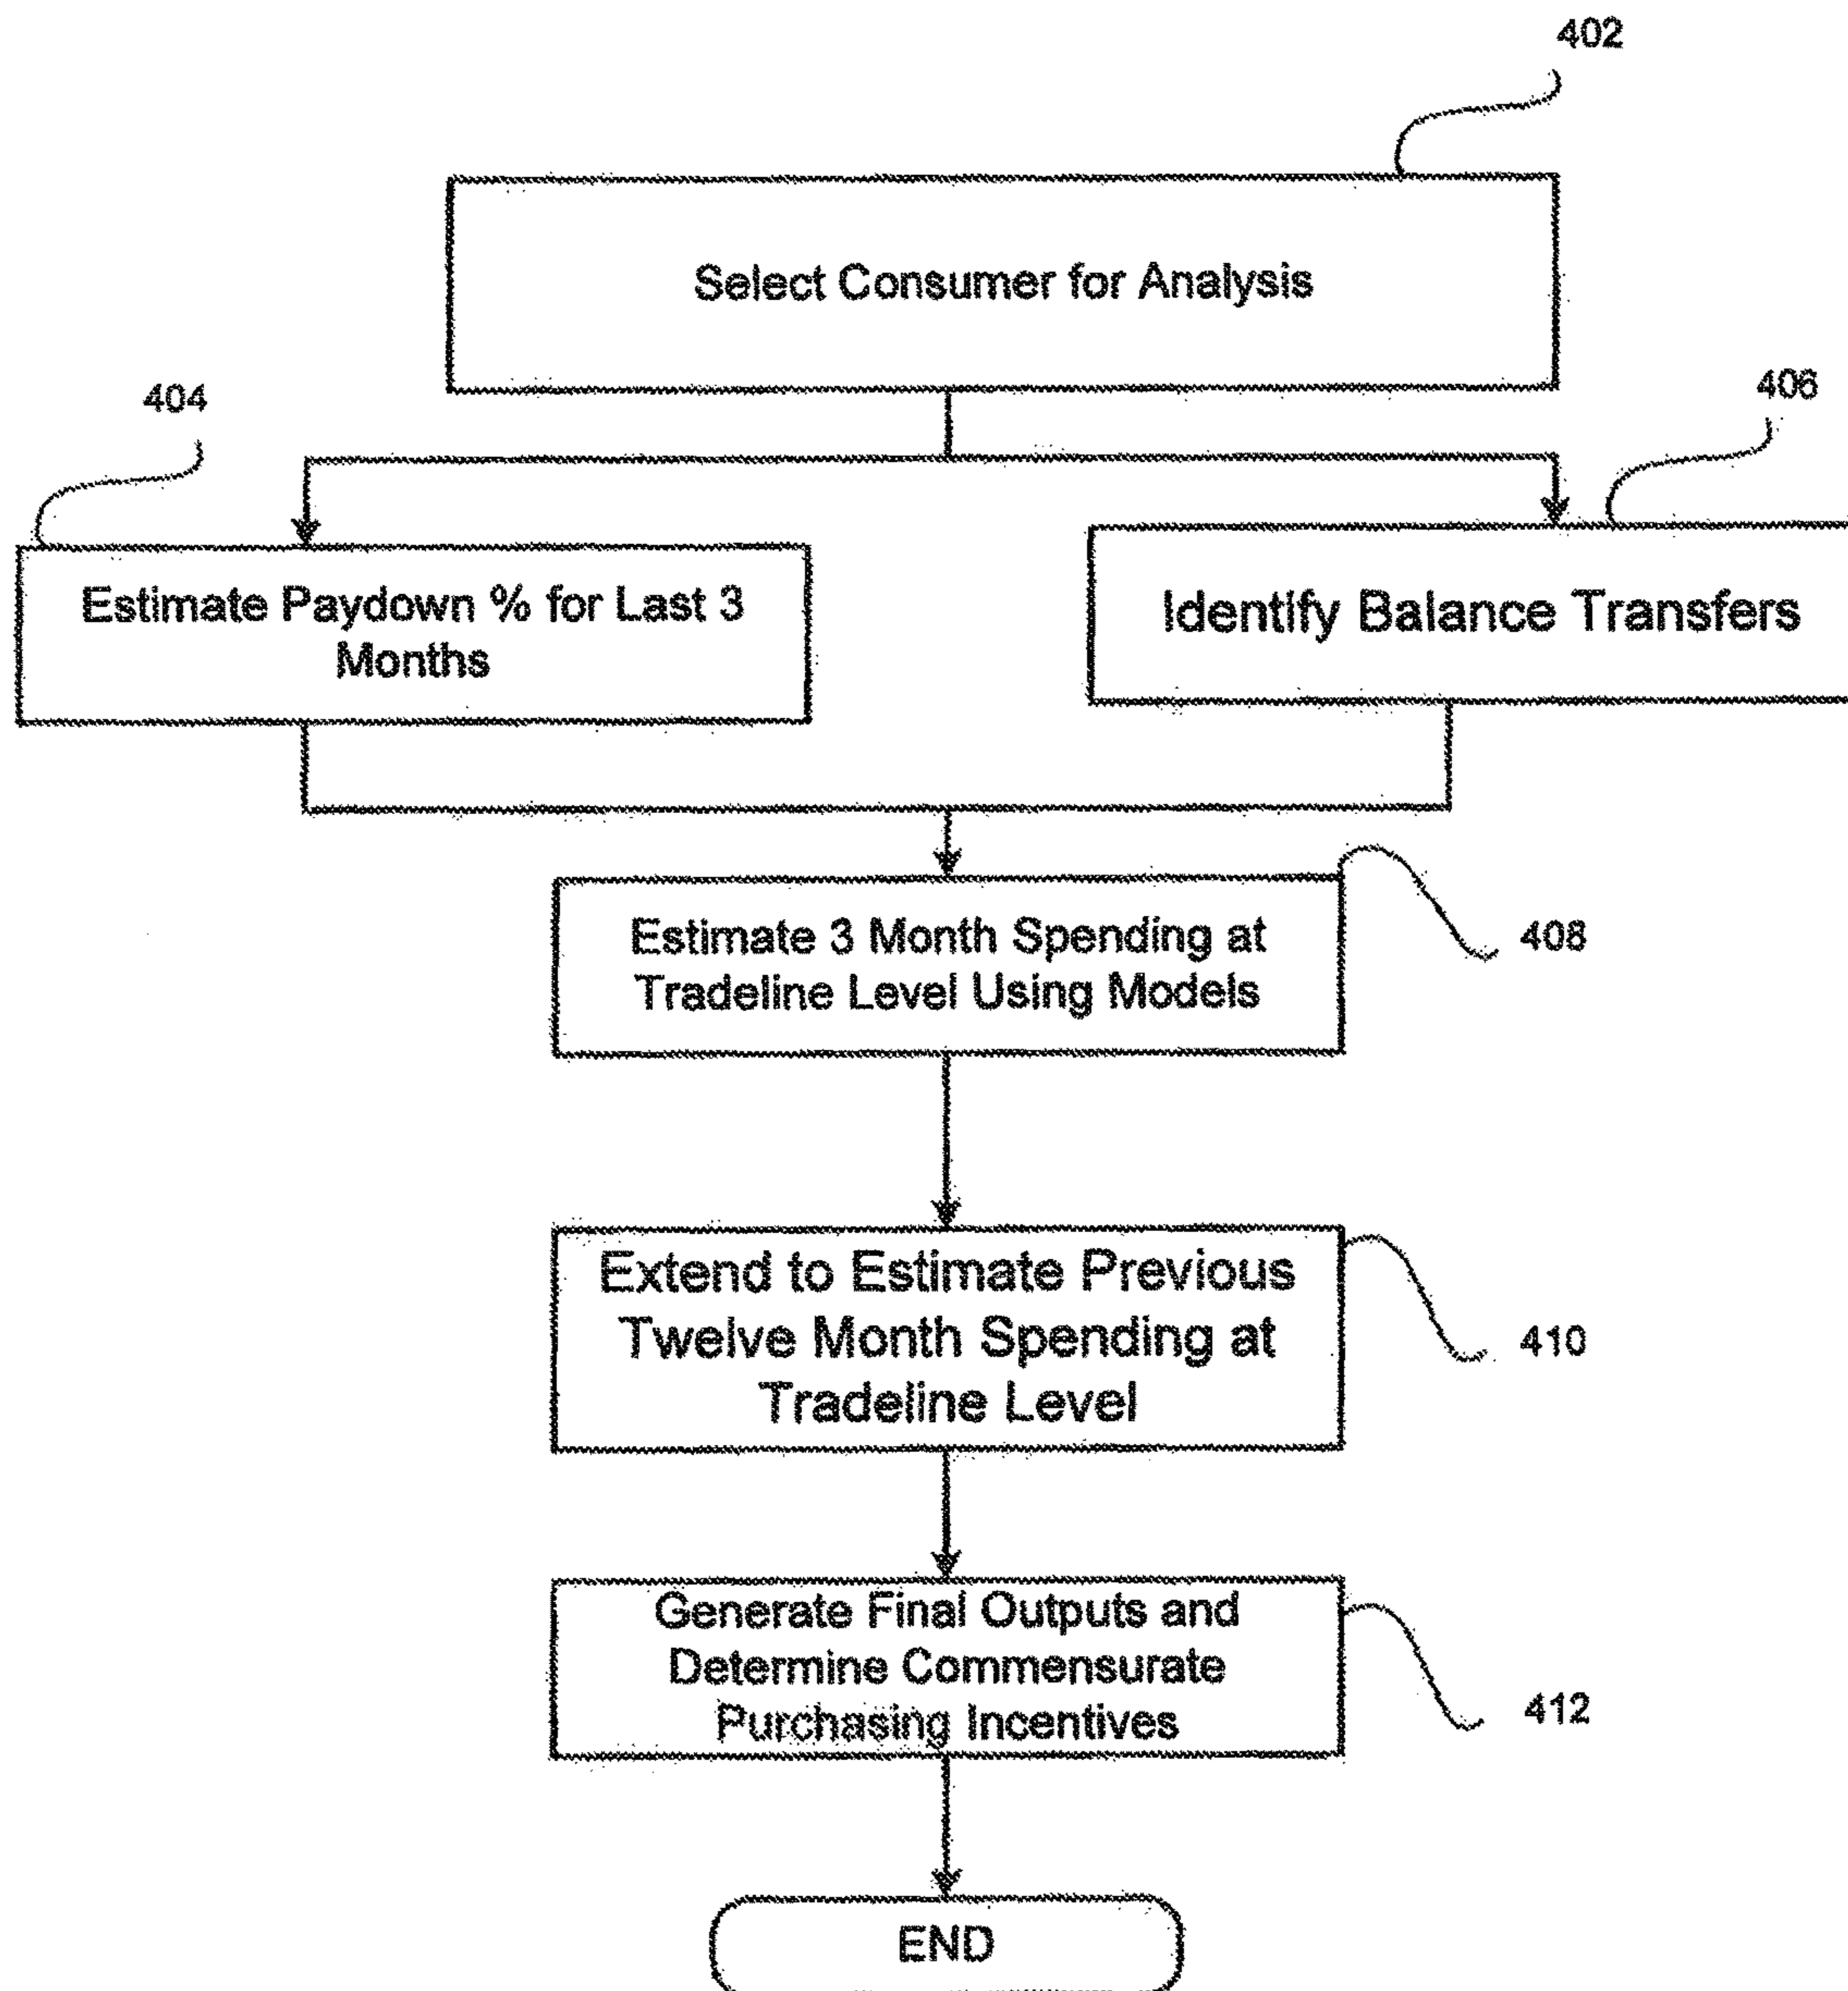 402
Select Consumer for Analysis
404
406
Estimate Paydown % for Last 3
Months
Identify Balance Transfers
Estimate 3 Month Spending at
Tradeline Level Using Models
408
Extend to Estimate Previous
Twelve Month Spending at
Tradeline Level
410
Generate Final Outputs and
Determine Commensurate
Purchasing Incentives
412
END